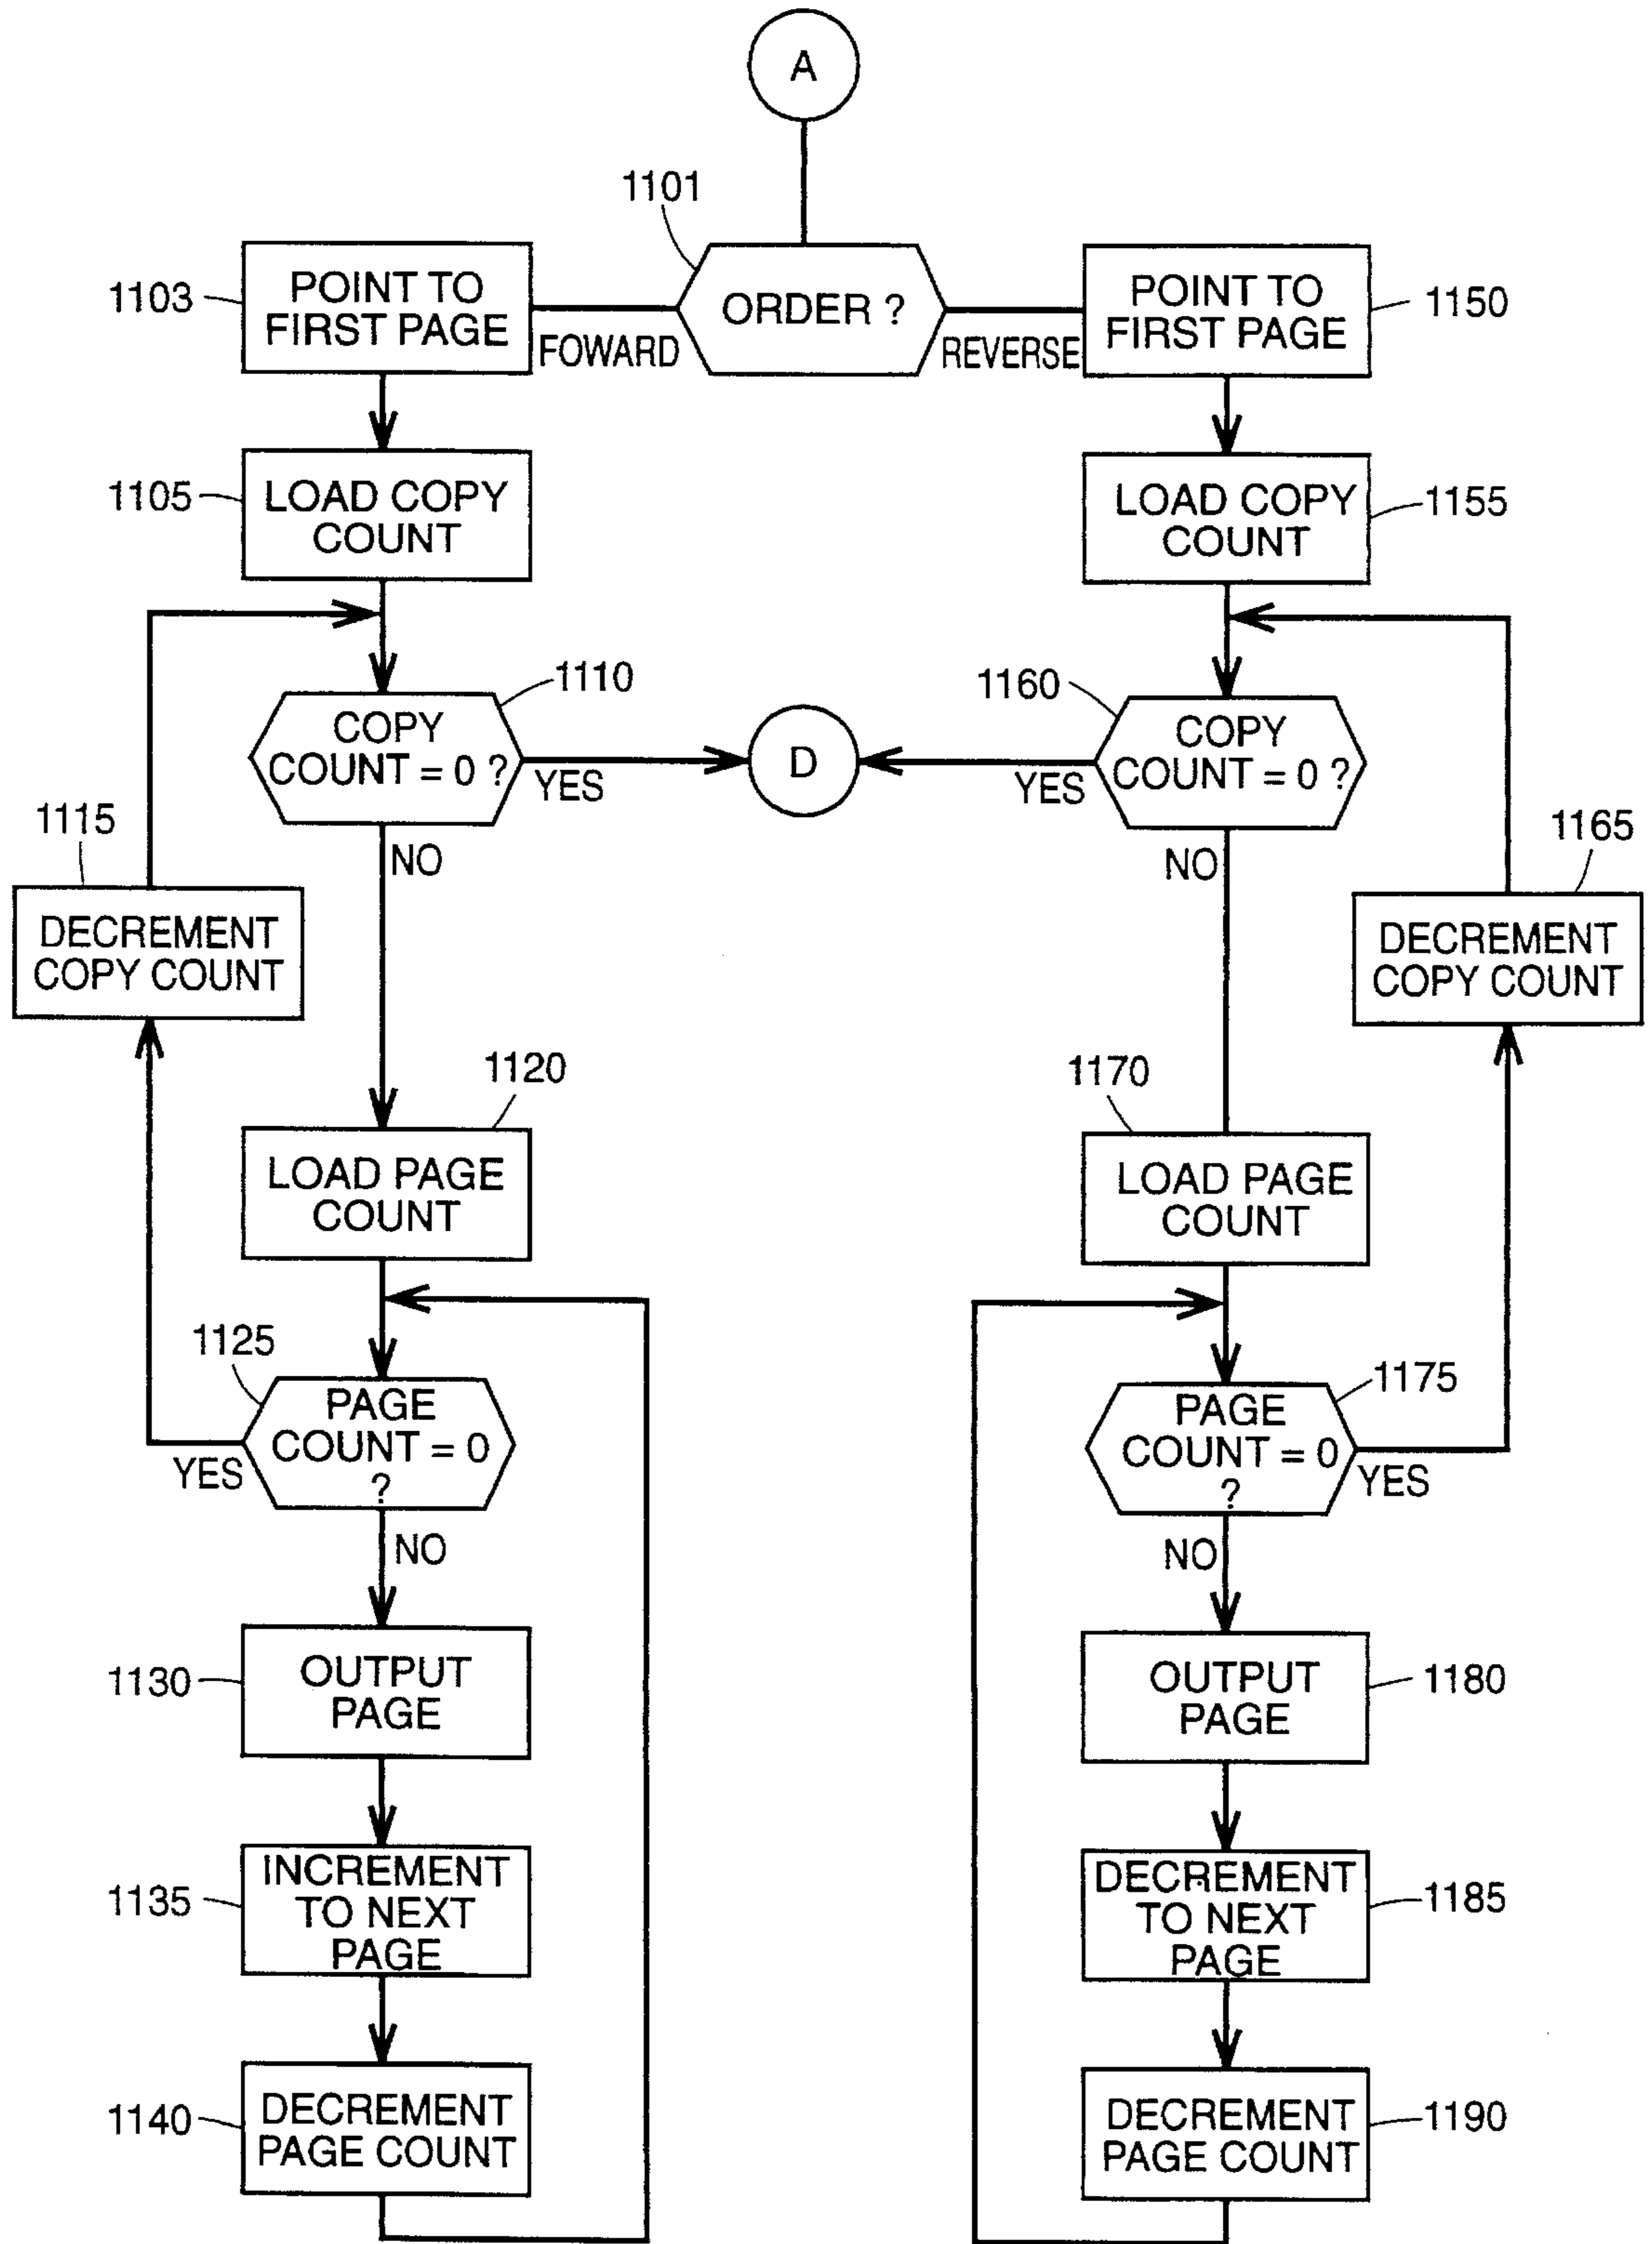 A
1101
1103
POINT TO
FIRST PAGE
FOWARD
ORDER ?
REVERSE
POINT TO
FIRST PAGE
1150
1105
LOAD COPY
COUNT
LOAD COPY
COUNT
1155
1110
COPY
COUNT = 0 ?
YES
NO
D
1160
COPY
COUNT = 0 ?
YES
NO
1115
DECREMENT
COPY COUNT
1165
DECREMENT
COPY COUNT
1120
LOAD PAGE
COUNT
1170
LOAD PAGE
COUNT
1125
PAGE
COUNT = 0
?
YES
NO
1175
PAGE
COUNT = 0
?
YES
NO
1130
OUTPUT
PAGE
OUTPUT
PAGE
1180
1135
INCREMENT
TO NEXT
PAGE
DECREMENT
TO NEXT
PAGE
1185
1140
DECREMENT
PAGE COUNT
DECREMENT
PAGE COUNT
1190